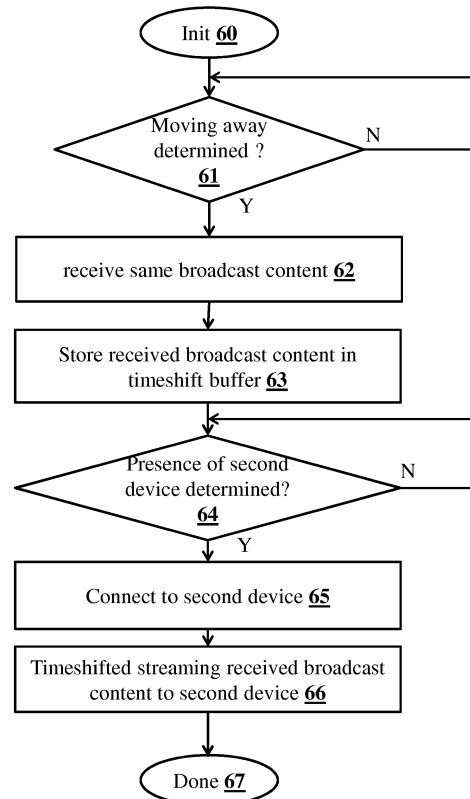 Init 60
Moving away
determined ?
61
N
Y
receive same broadcast content 62
Store received broadcast content in
timeshift buffer 63
Presence of second
device determined?
64
N
Y
Connect to second device 65
Timeshifted streaming received broadcast
content to second device 66
Done 67